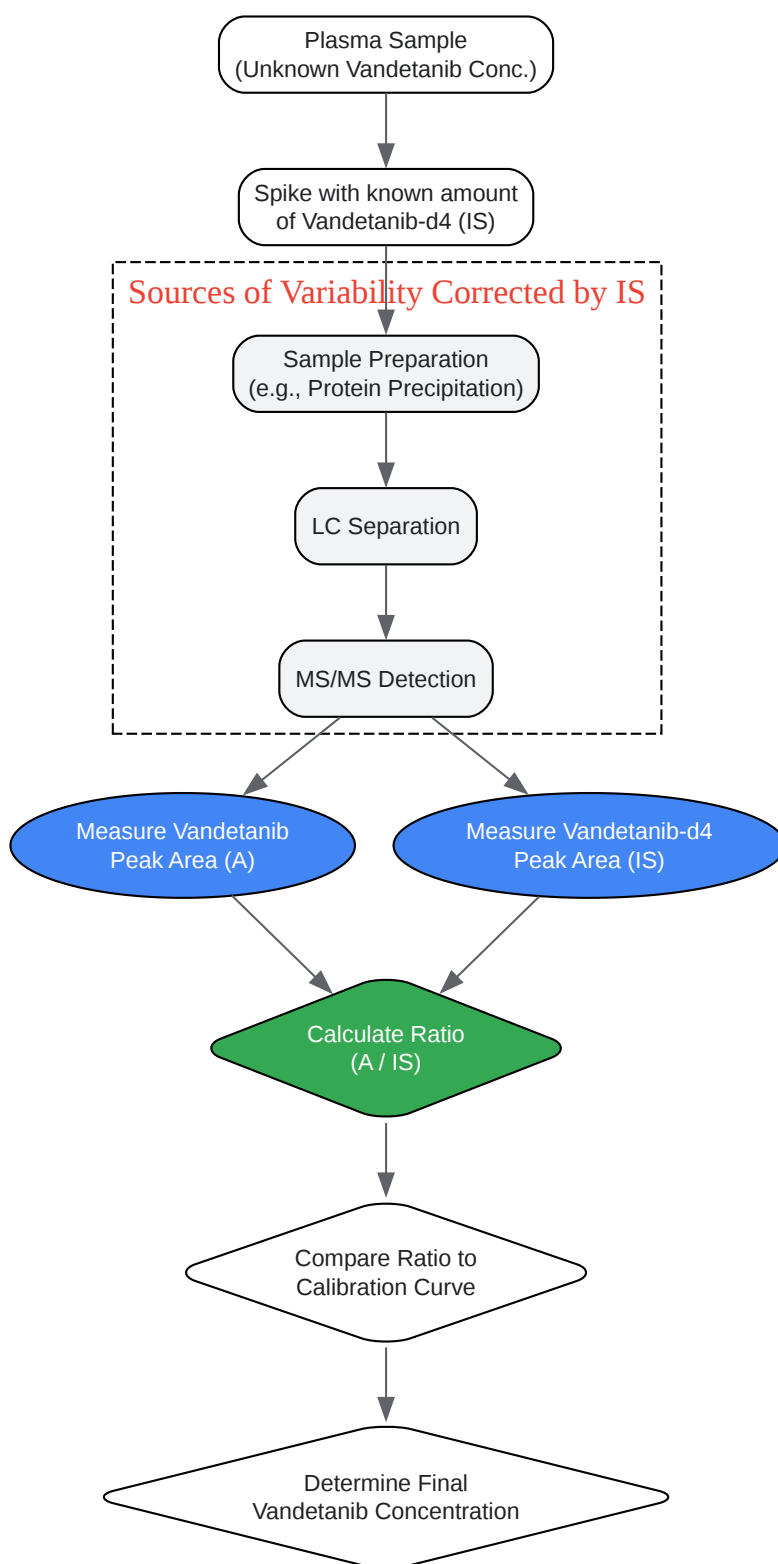 Plasma Sample
(Unknown Vandetanib Conc.)
Spike with known amount
of Vandetanib-d4 (IS)
Sources of Variability Corrected by IS
Sample Preparation
(e.g., Protein Precipitation)
LC Separation
MS/MS Detection
Measure Vandetanib
Peak Area (A)
Measure Vandetanib-d4
Peak Area (IS)
Calculate Ratio
(A / IS)
Compare Ratio to
Calibration Curve
Determine Final
Vandetanib Concentration